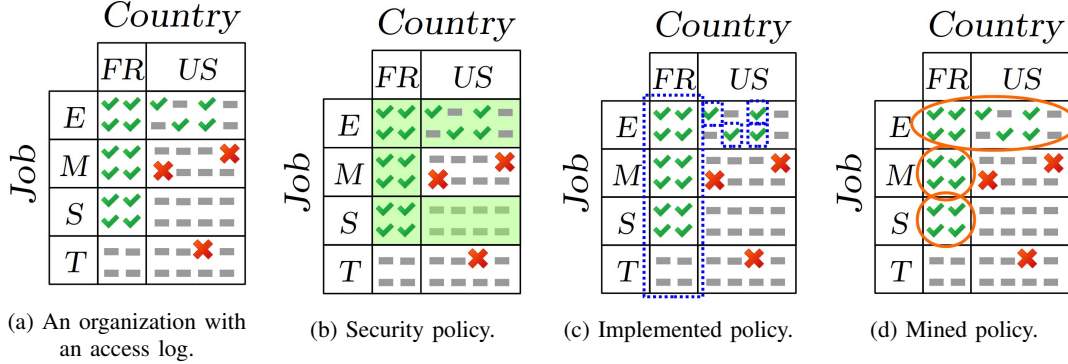 Country
FR US
E
M
S
T
Job
(a) An organization with
an access log.
Country
FR US
E
M
S
T
Job
(b) Security policy.
Country
FR US
E
M
S
T
Job
(c) Implemented policy.
Country
FR US
E
M
S
T
Job
(d) Mined policy.